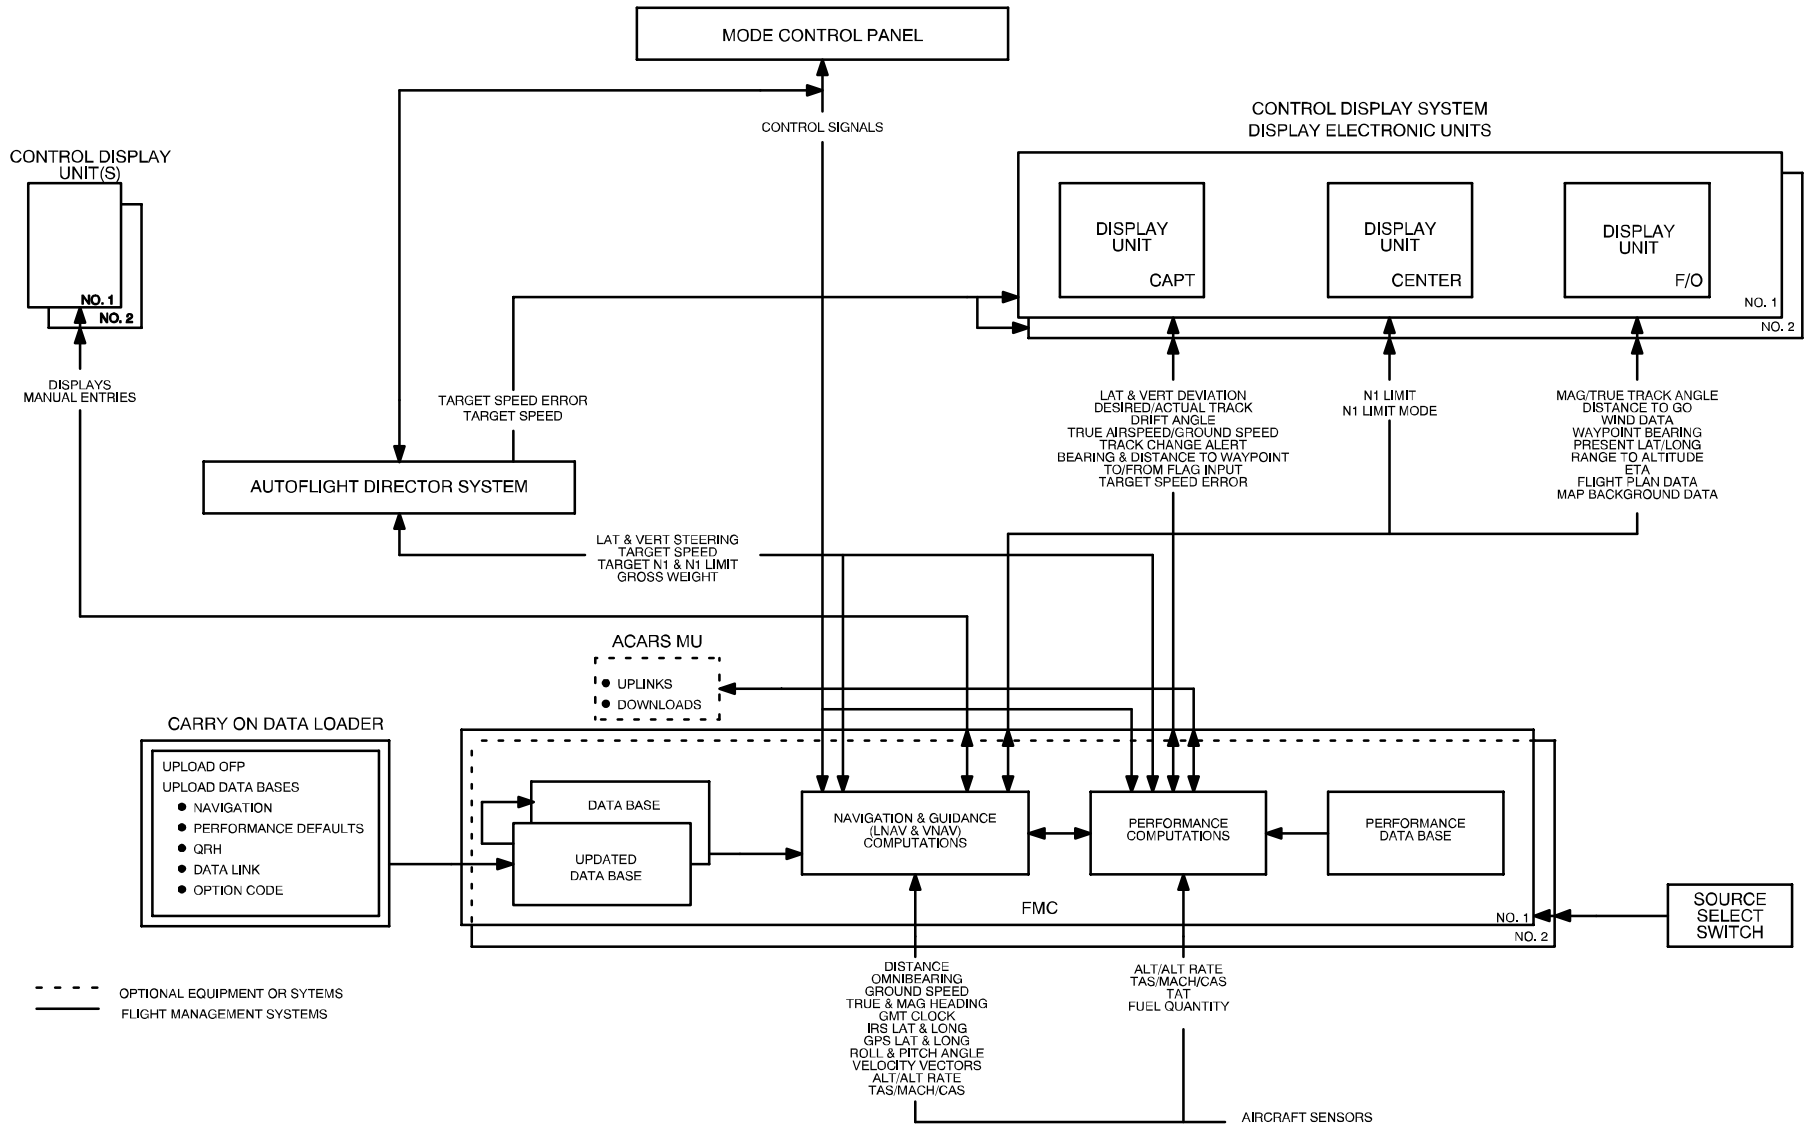 MODE CONTROL PANEL
CONTROL SIGNALS
CONTROL DISPLAY SYSTEM
DISPLAY ELECTRONIC UNITS
CONTROL DISPLAY
UNIT(S)
NO. 1
NO. 2
DISPLAY
UNIT
CAPT
DISPLAY
UNIT
CENTER
DISPLAY
UNIT
F/O
NO. 1
NO. 2
DISPLAYS
MANUAL ENTRIES
TARGET SPEED ERROR
TARGET SPEED
LAT & VERT DEVIATION
DESIRED/ACTUAL TRACK
DRIFT ANGLE
TRUE AIRSPEED/GROUND SPEED
TRACK CHANGE ALERT
BEARING & DISTANCE TO WAYPOINT
TO/FROM FLAG INPUT
TARGET SPEED ERROR
N1 LIMIT
N1 LIMIT MODE
MAG/TRUE TRACK ANGLE
DISTANCE TO GO
WIND DATA
WAYPOINT BEARING
PRESENT LAT/LONG
RANGE TO ALTITUDE
ETA
FLIGHT PLAN DATA
MAP BACKGROUND DATA
AUTOFLIGHT DIRECTOR SYSTEM
LAT & VERT STEERING
TARGET SPEED
TARGET N1 & N1 LIMIT
GROSS WEIGHT
ACARS MU
● UPLINKS
● DOWNLOADS
CARRY ON DATA LOADER
UPLOAD OFP
UPLOAD DATA BASES
● NAVIGATION
● PERFORMANCE DEFAULTS
● QRH
● DATA LINK
● OPTION CODE
DATA BASE
UPDATED
DATA BASE
NAVIGATION & GUIDANCE
(LNAV & VNAV)
COMPUTATIONS
PERFORMANCE
COMPUTATIONS
PERFORMANCE
DATA BASE
FMC
NO. 1
NO. 2
SOURCE
SELECT
SWITCH
DISTANCE
OMNIBEARING
GROUND SPEED
TRUE & MAG HEADING
GMT CLOCK
IRS LAT & LONG
GPS LAT & LONG
ROLL & PITCH ANGLE
VELOCITY VECTORS
ALT/ALT RATE
TAS/MACH/CAS
ALT/ALT RATE
TAS/MACH/CAS
TAT
FUEL QUANTITY
OPTIONAL EQUIPMENT OR SYTEMS
FLIGHT MANAGEMENT SYSTEMS
AIRCRAFT SENSORS